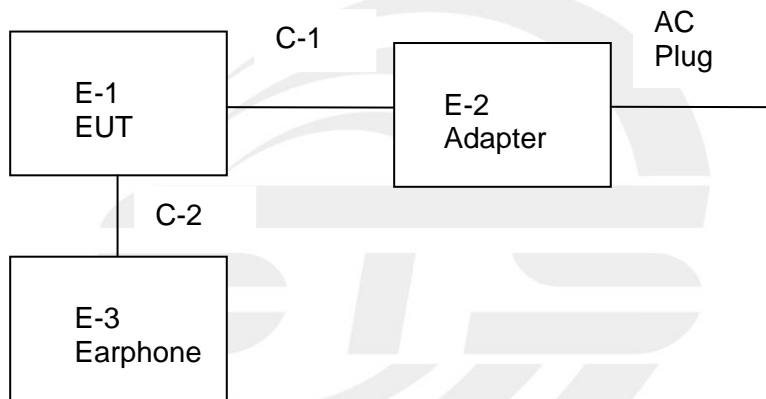 C-1
AC
Plug
E-1
EUT
E-2
Adapter
C-2
E-3
Earphone